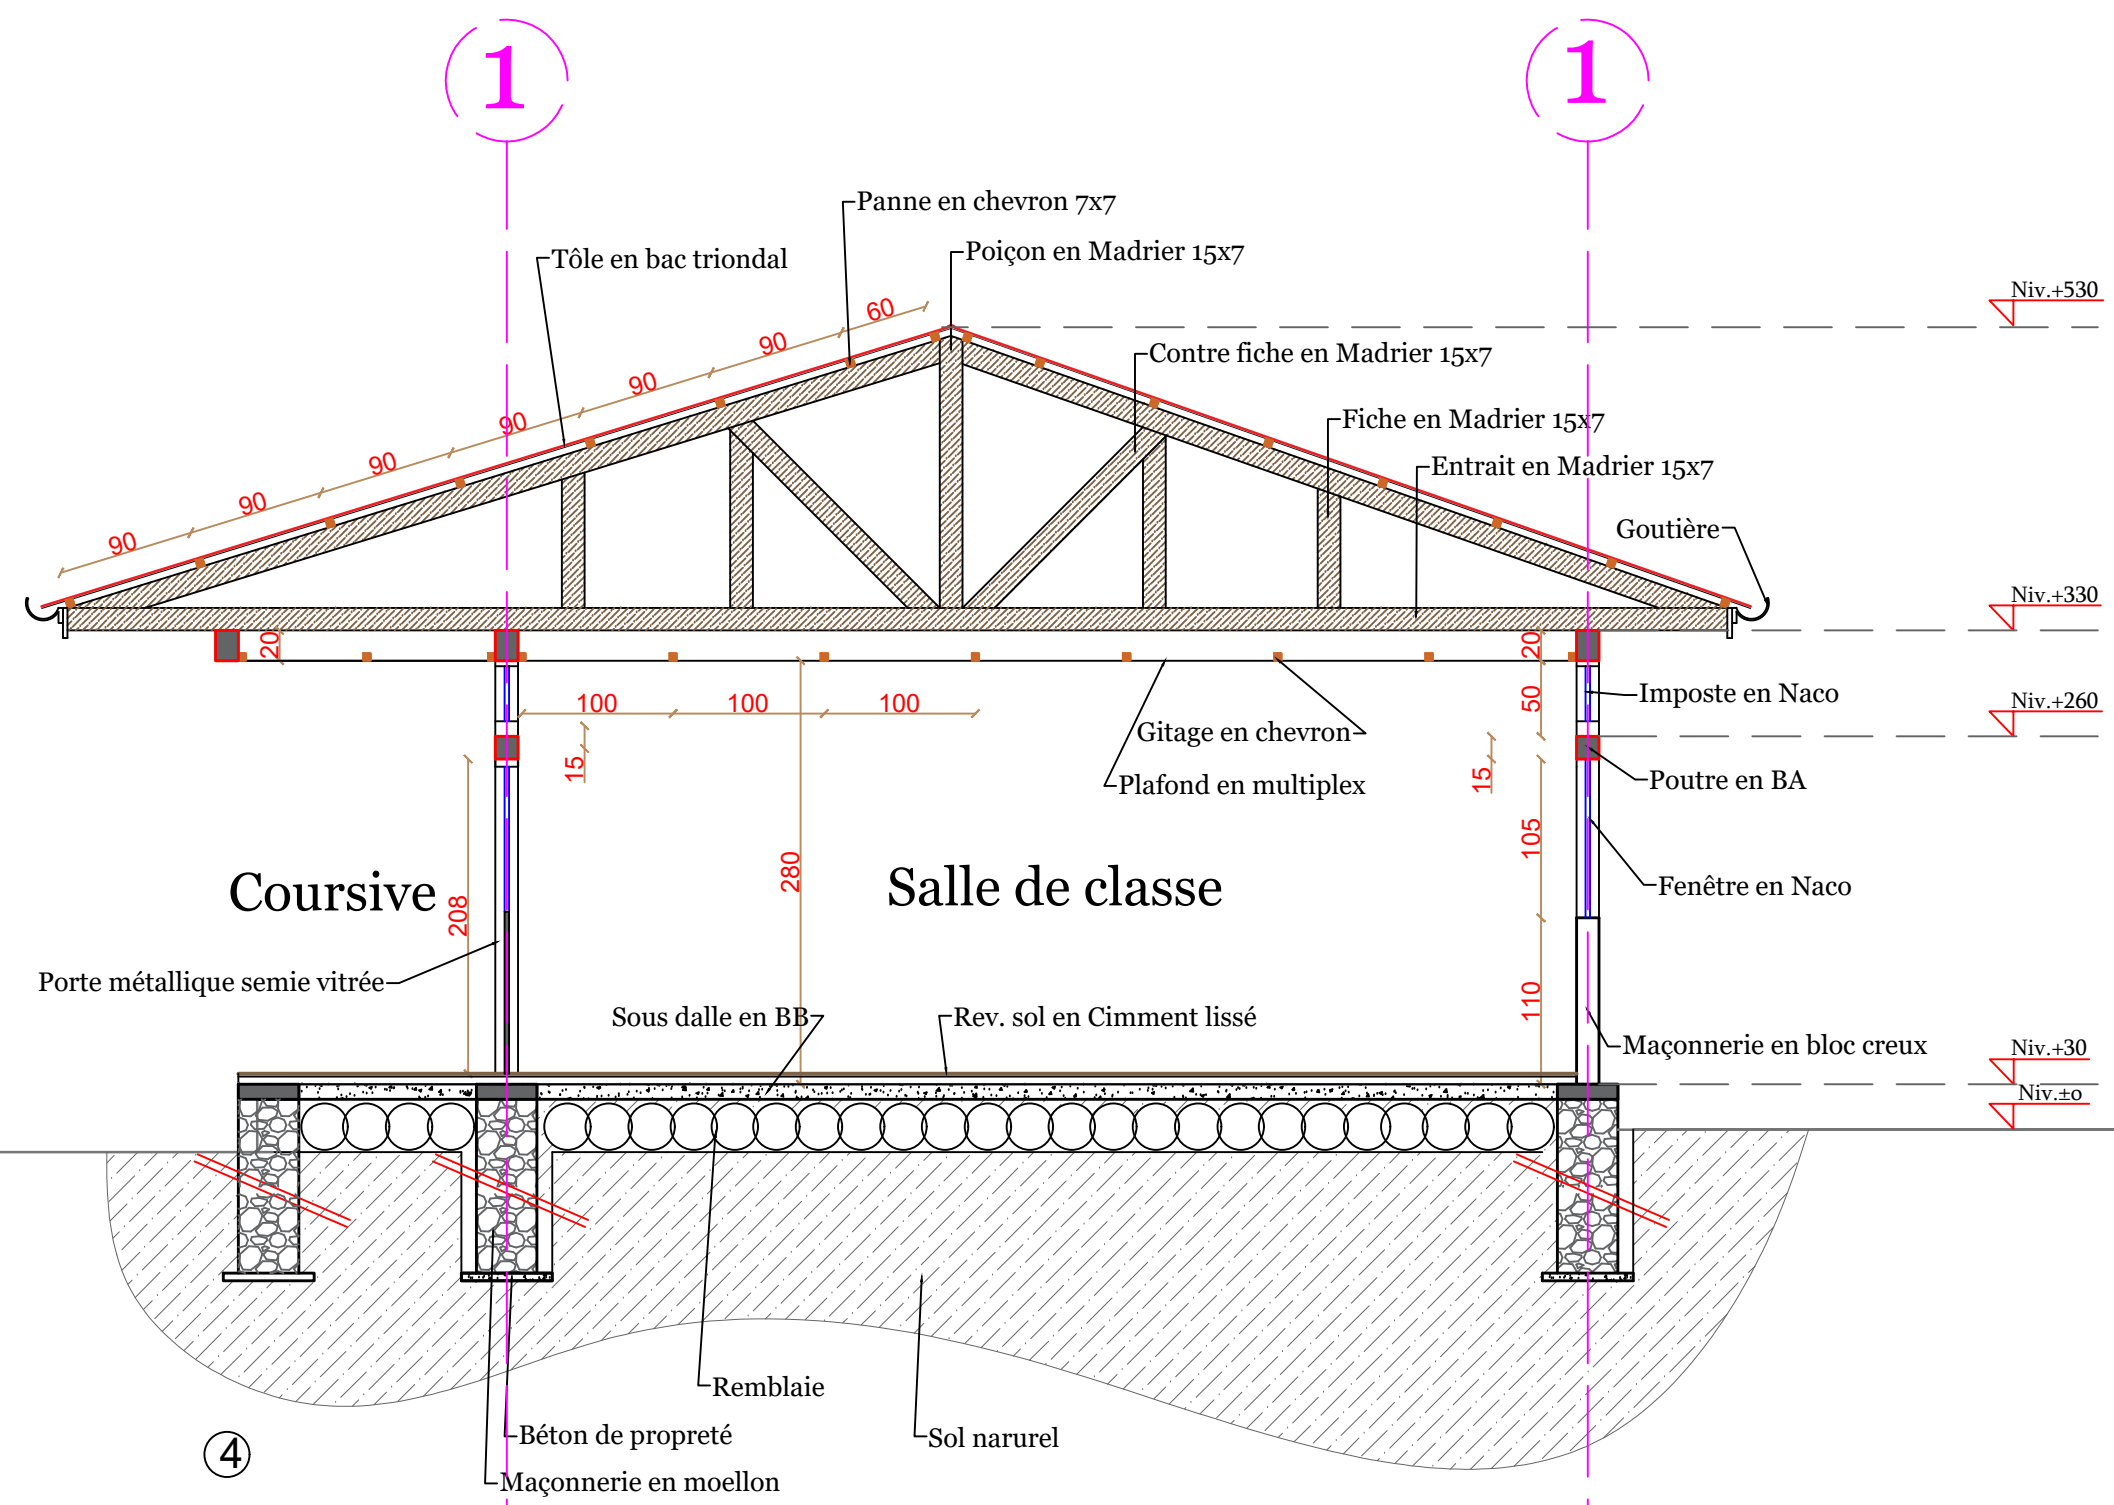 1
1
Panne en chevron 7x7
Poiçon en Madrier 15x7
Tôle en bac triondal
Niv.+530
60
90
90
90
90
90
90
Contre fiche en Madrier 15x7
Fiche en Madrier 15x7
Entrait en Madrier 15x7
Goutière
Niv.+330
20
20
100
100
100
50
Imposte en Naco
Niv.+260
Gitage en chevron
15
15
Plafond en multiplex
Poutre en BA
105
280
Coursive
Salle de classe
Fenêtre en Naco
208
Porte métallique semie vitrée
Sous dalle en BB
Rev. sol en Cimment lissé
110
Maçonnerie en bloc creux
Niv.+30
Niv.±0
Remblaie
Béton de propreté
Sol narurel
4
Maçonnerie en moellon